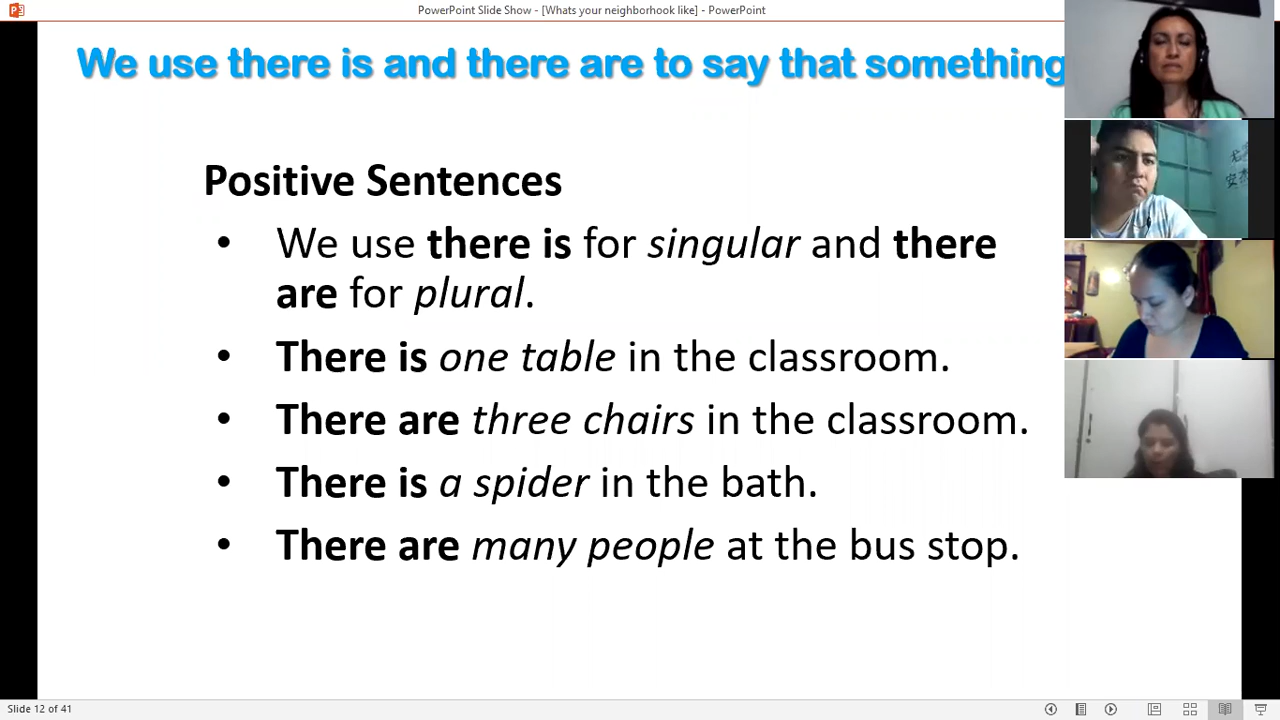 PowerPoint Slide Show - [Whats your neighborhook like] - PowerPoint
We use there is and there are to say that something
Positive Sentences
• We use there is for singular and there
are for plural.
• There is one table in the classroom.
• There are three chairs in the classroom.
• There is a spider in the bath.
• There are many people at the bus stop.
Slide 12 of 41